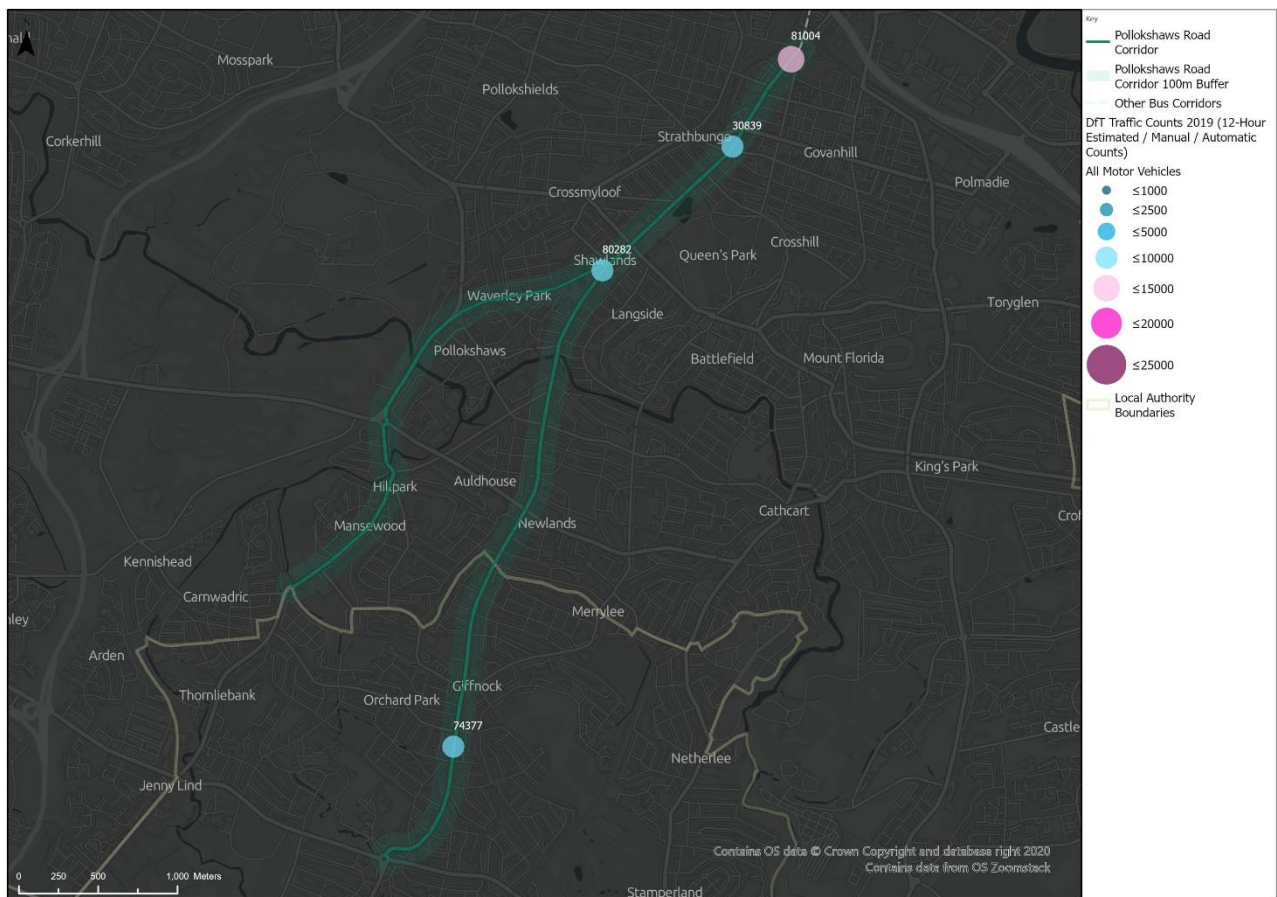 N
Mosspark
Pollokshields
Corkerhill
81004
Strathbungo
30839
Govanhill
Polmadie
Crossmyloof
80282
Shawlands
Queen's Park
Crosshill
Waverley Park
Langside
Toryglen
Pollokshaws
Battlefield
Mount Florida
Hillpark
Auldhouse
King's Park
Mansewood
Newlands
Cathcart
Kennishead
Carnwadric
Merrylee
Arden
Thornliebank
Orchard Park
Giffnock
74377
Netherlee
Castle
Jenny Lind
Stamperland
Contains OS data © Crown Copyright and database right 2020
Contains data from OS Zoomstack
0 250 500 1,000 Meters
Key
Pollokshaws Road
Corridor
Pollokshaws Road
Corridor 100m Buffer
Other Bus Corridors
DfT Traffic Counts 2019 (12-Hour
Estimated / Manual / Automatic
Counts)
All Motor Vehicles
≤1000
≤2500
≤5000
≤10000
≤15000
≤20000
≤25000
Local Authority
Boundaries